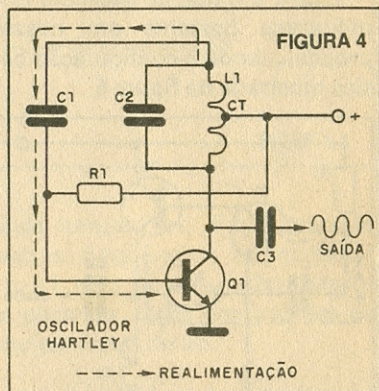 FIGURA 4
L1
C1
C2
CT
+
R1
C3
SAÍDA
Q1
OSCILADOR
HARTLEY
REALIMENTAÇÃO